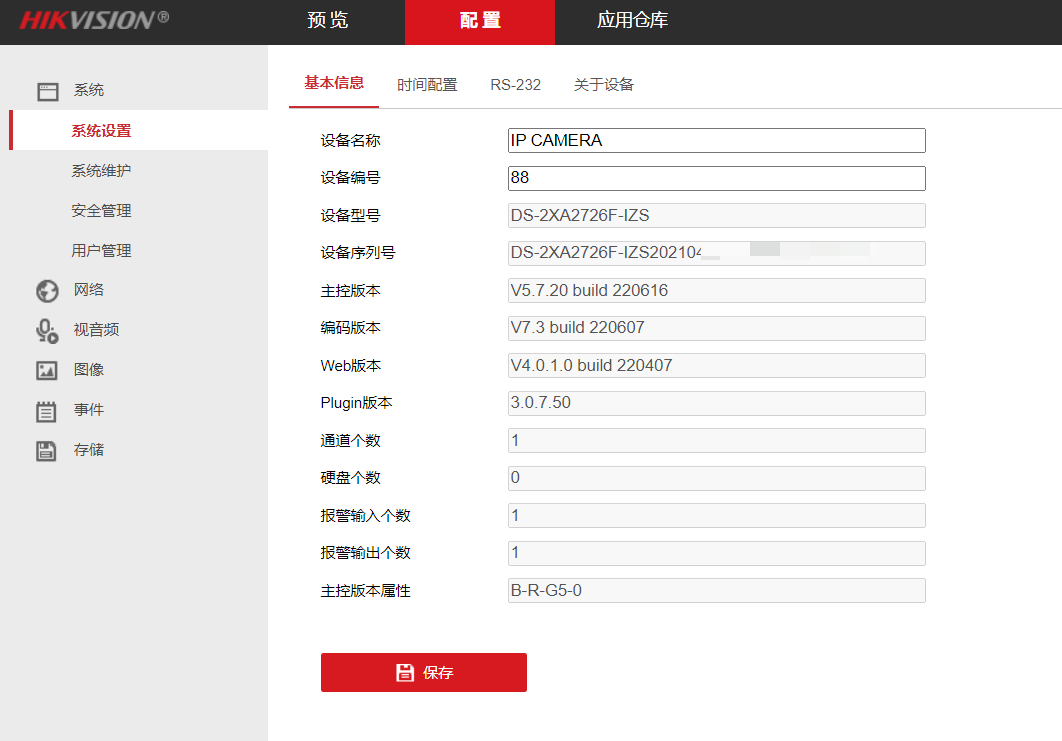 HIKVISION®
预 览
配 置
应用仓库
系统
系统设置
系统维护
安全管理
用户管理
网络
视音频
图像
事件
存储
基本信息 时间配置 RS-232 关于设备
设备名称 IP CAMERA
设备编号 88
设备型号 DS-2XA2726F-IZS
设备序列号 DS-2XA2726F-IZS202104
主控版本 V5.7.20 build 220616
编码版本 V7.3 build 220607
Web版本 V4.0.1.0 build 220407
Plugin版本 3.0.7.50
通道个数 1
硬盘个数 0
报警输入个数 1
报警输出个数 1
主控版本属性 B-R-G5-0
保存